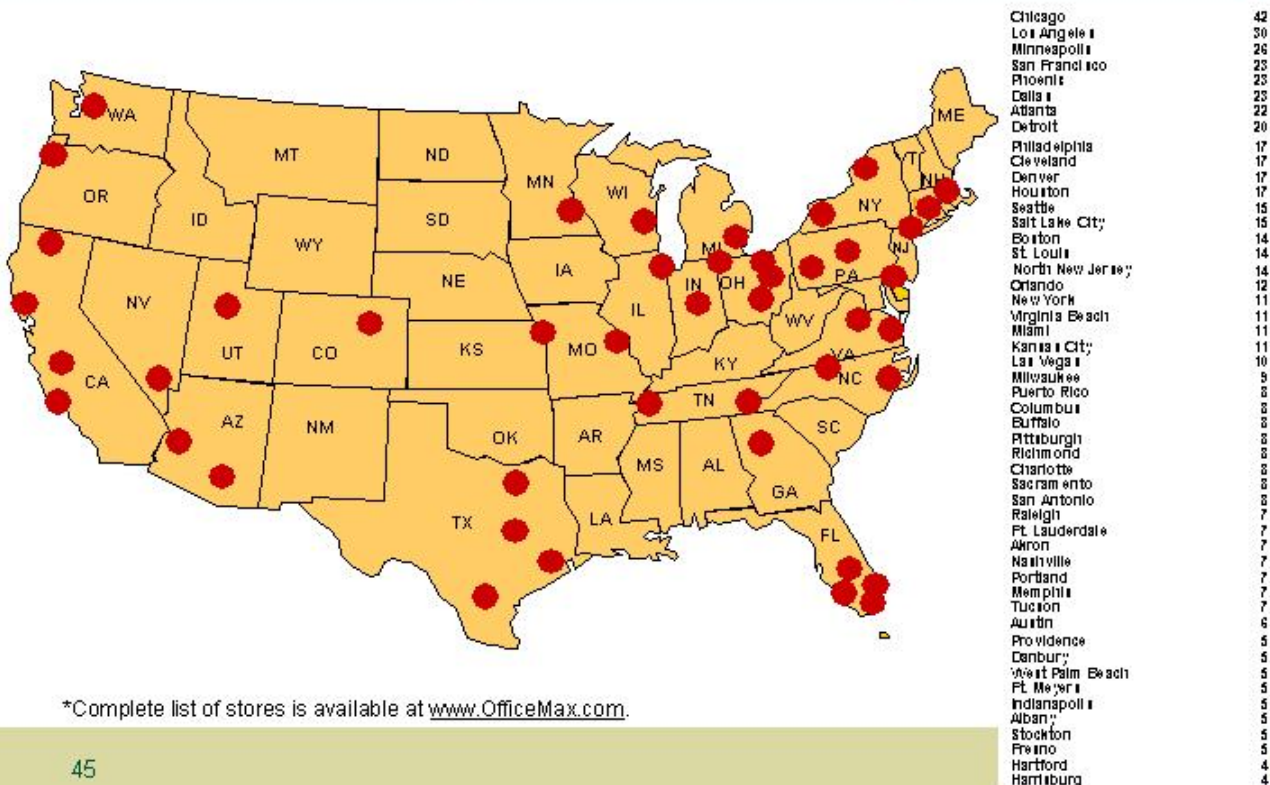 WA
MT
ND
MN
WI
ME
VT
NH
OR
ID
SD
NY
WY
MI
IA
NE
NJ
PA
IN
OH
IL
NV
WV
UT
CO
KS
MO
VA
KY
CA
NC
TN
AZ
NM
OK
AR
SC
MS
AL
GA
TX
LA
FL
*Complete list of stores is available at www.OfficeMax.com.
45
Chicago 42
Los Angeles 30
Minneapolis 26
San Francisco 23
Phoenix 23
Dallas 23
Atlanta 22
Detroit 20
Philadelphia 17
Cleveland 17
Denver 17
Houston 17
Seattle 15
Salt Lake City 15
Boston 14
St. Louis 14
North New Jersey 14
Orlando 12
New York 11
Virginia Beach 11
Miami 11
Kansas City 11
Las Vegas 10
Milwaukee 9
Puerto Rico 8
Columbus 8
Buffalo 8
Pittsburgh 8
Richmond 8
Charlotte 8
Sacramento 8
San Antonio 8
Raleigh 7
Ft. Lauderdale 7
Akron 7
Nashville 7
Portland 7
Memphis 7
Tucson 7
Austin 6
Providence 5
Danbury 5
West Palm Beach 5
Ft. Meyers 5
Indianapolis 5
Albany 5
Stockton 5
Fresno 5
Hartford 4
Harrisburg 4